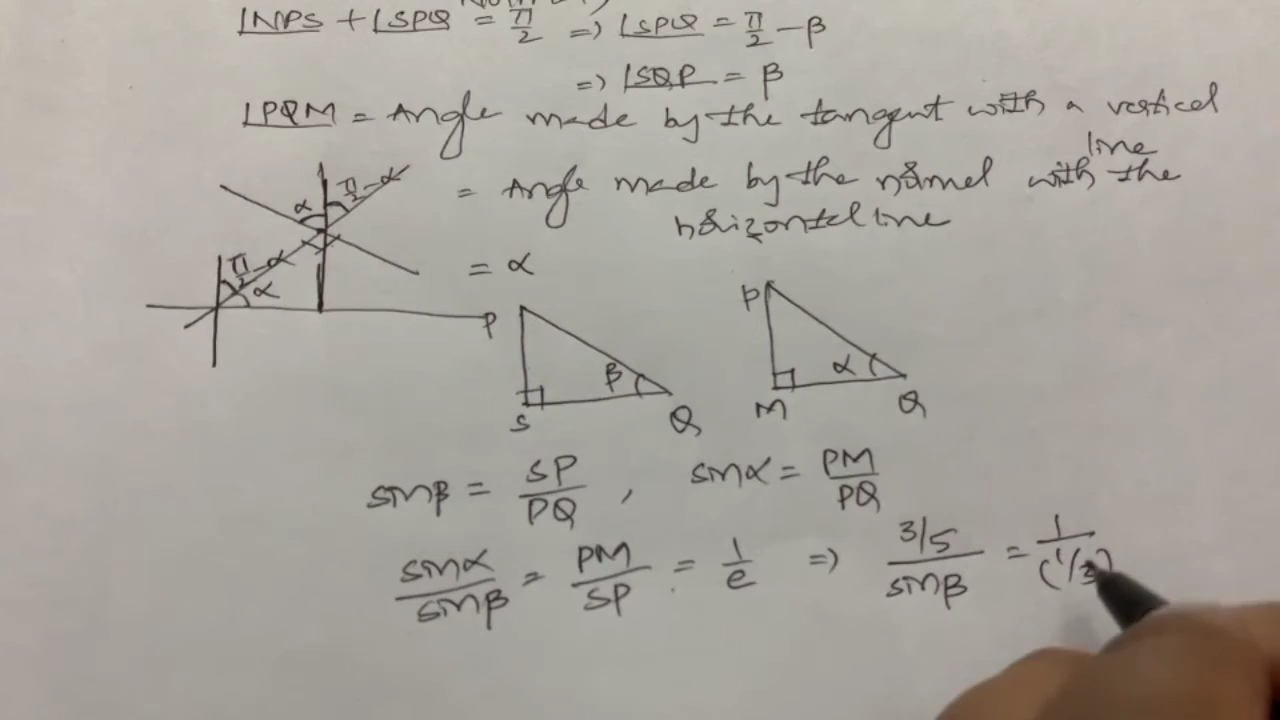 ∠NPS + ∠SPQ = π/2 => ∠SPQ = π/2 - β
=> ∠SQP = β
∠PQM = Angle made by the tangent with a vertical
line
= Angle made by the normal with the
horizontal line
= α
α π/2-α
π/2-α α
P S Q β
P M Q α
sinβ = SP/PQ , sinα = PM/PQ
sinα/sinβ = PM/SP = 1/e => (3/5)/sinβ = 1/(1/3)